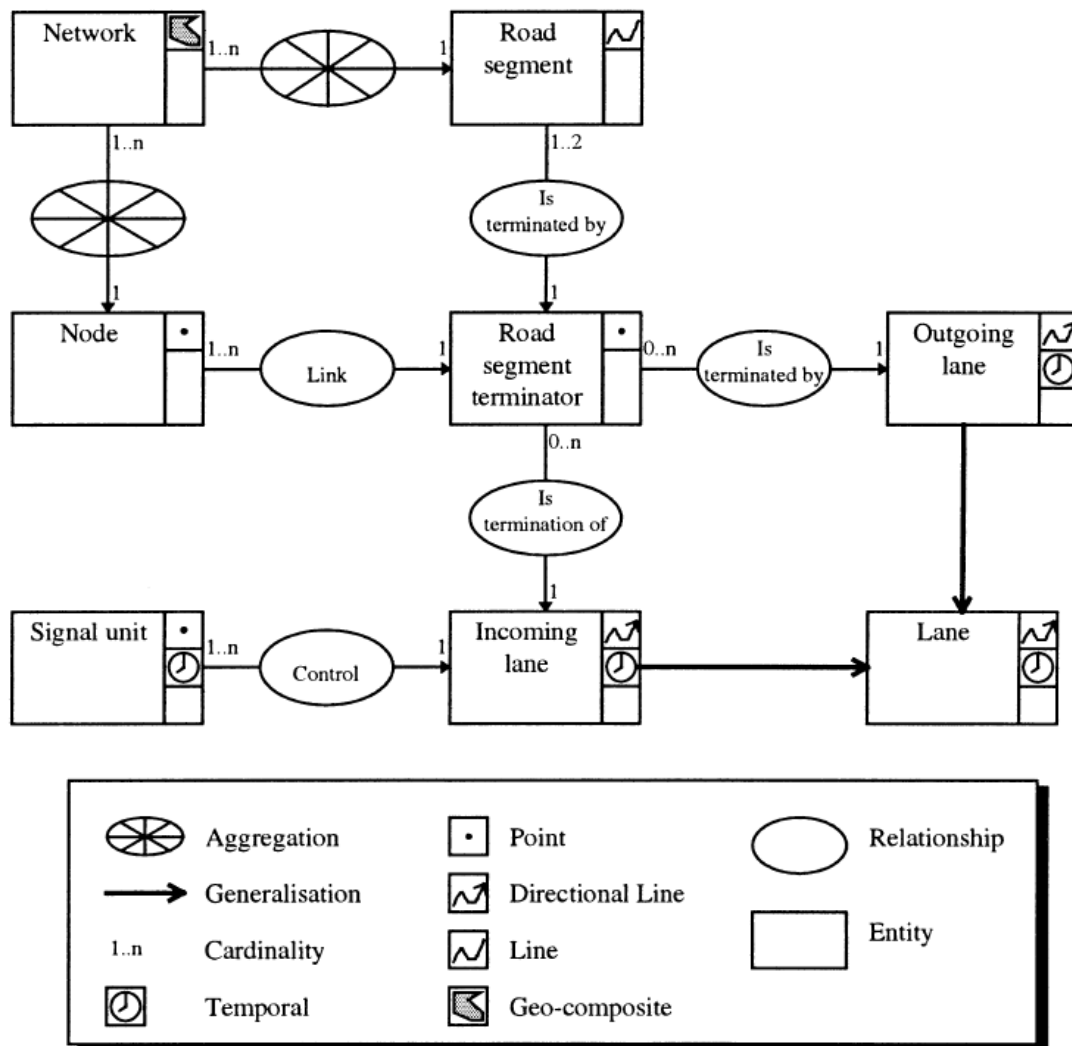 Network
1..n
1
Road
segment
1..n
1..2
Is
terminated by
1
1
Node
1..n
Link
1
Road
segment
terminator
0..n
Is
terminated by
1
Outgoing
lane
0..n
Is
termination of
1
Signal unit
1..n
Control
1
Incoming
lane
Lane
Aggregation
Point
Relationship
Generalisation
Directional Line
1..n
Cardinality
Line
Entity
Temporal
Geo-composite